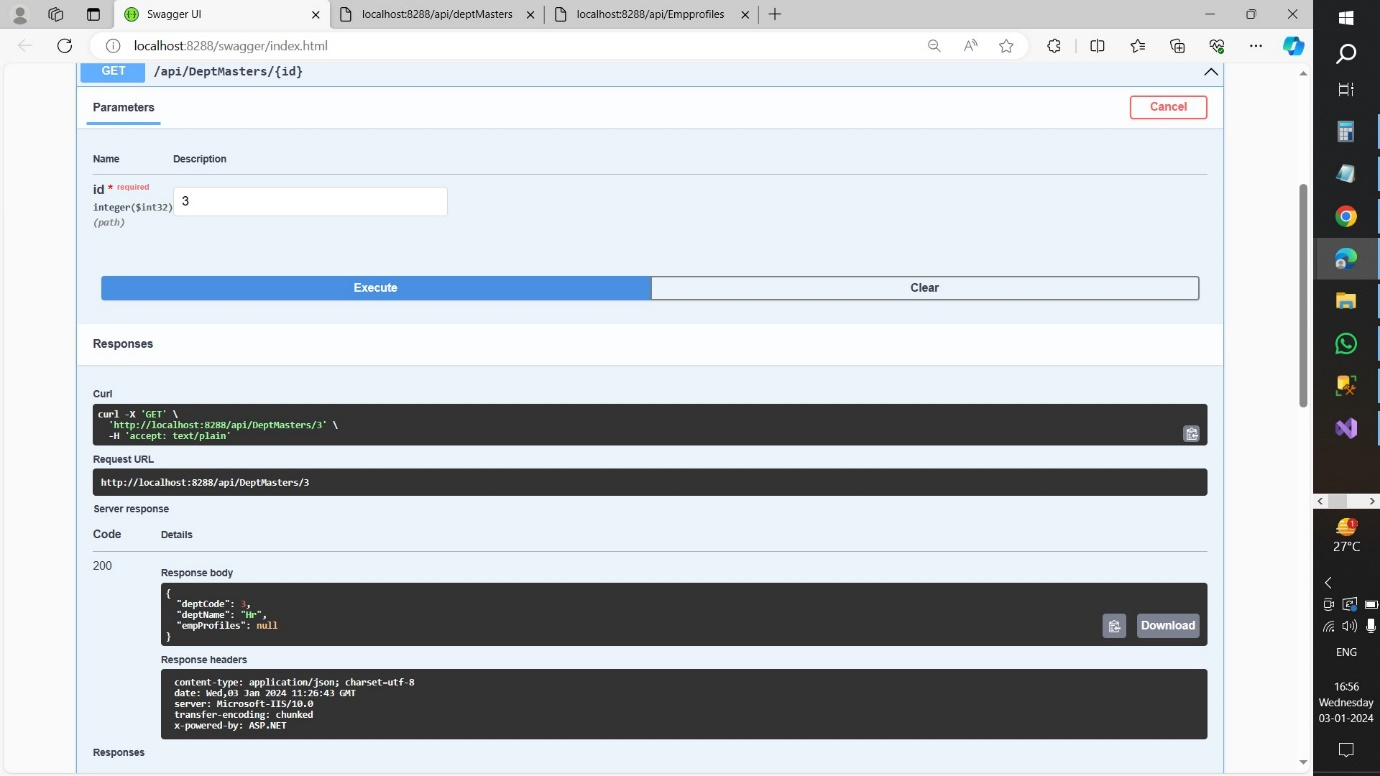 Swagger UI
localhost:8288/api/deptMasters
localhost:8288/api/Empprofiles
localhost:8288/swagger/index.html
GET /api/DeptMasters/{id}
Parameters
Cancel
Name Description
id * required
integer($int32)
(path)
3
Execute
Clear
Responses
Curl
curl -X 'GET' \
'http://localhost:8288/api/DeptMasters/3' \
-H 'accept: text/plain'
Request URL
http://localhost:8288/api/DeptMasters/3
Server response
Code Details
200
Response body
{
"deptCode": 3,
"deptName": "Hr",
"empProfiles": null
}
Download
Response headers
content-type: application/json; charset=utf-8
date: Wed,03 Jan 2024 11:26:43 GMT
server: Microsoft-IIS/10.0
transfer-encoding: chunked
x-powered-by: ASP.NET
Responses
1
27°C
ENG
16:56
Wednesday
03-01-2024